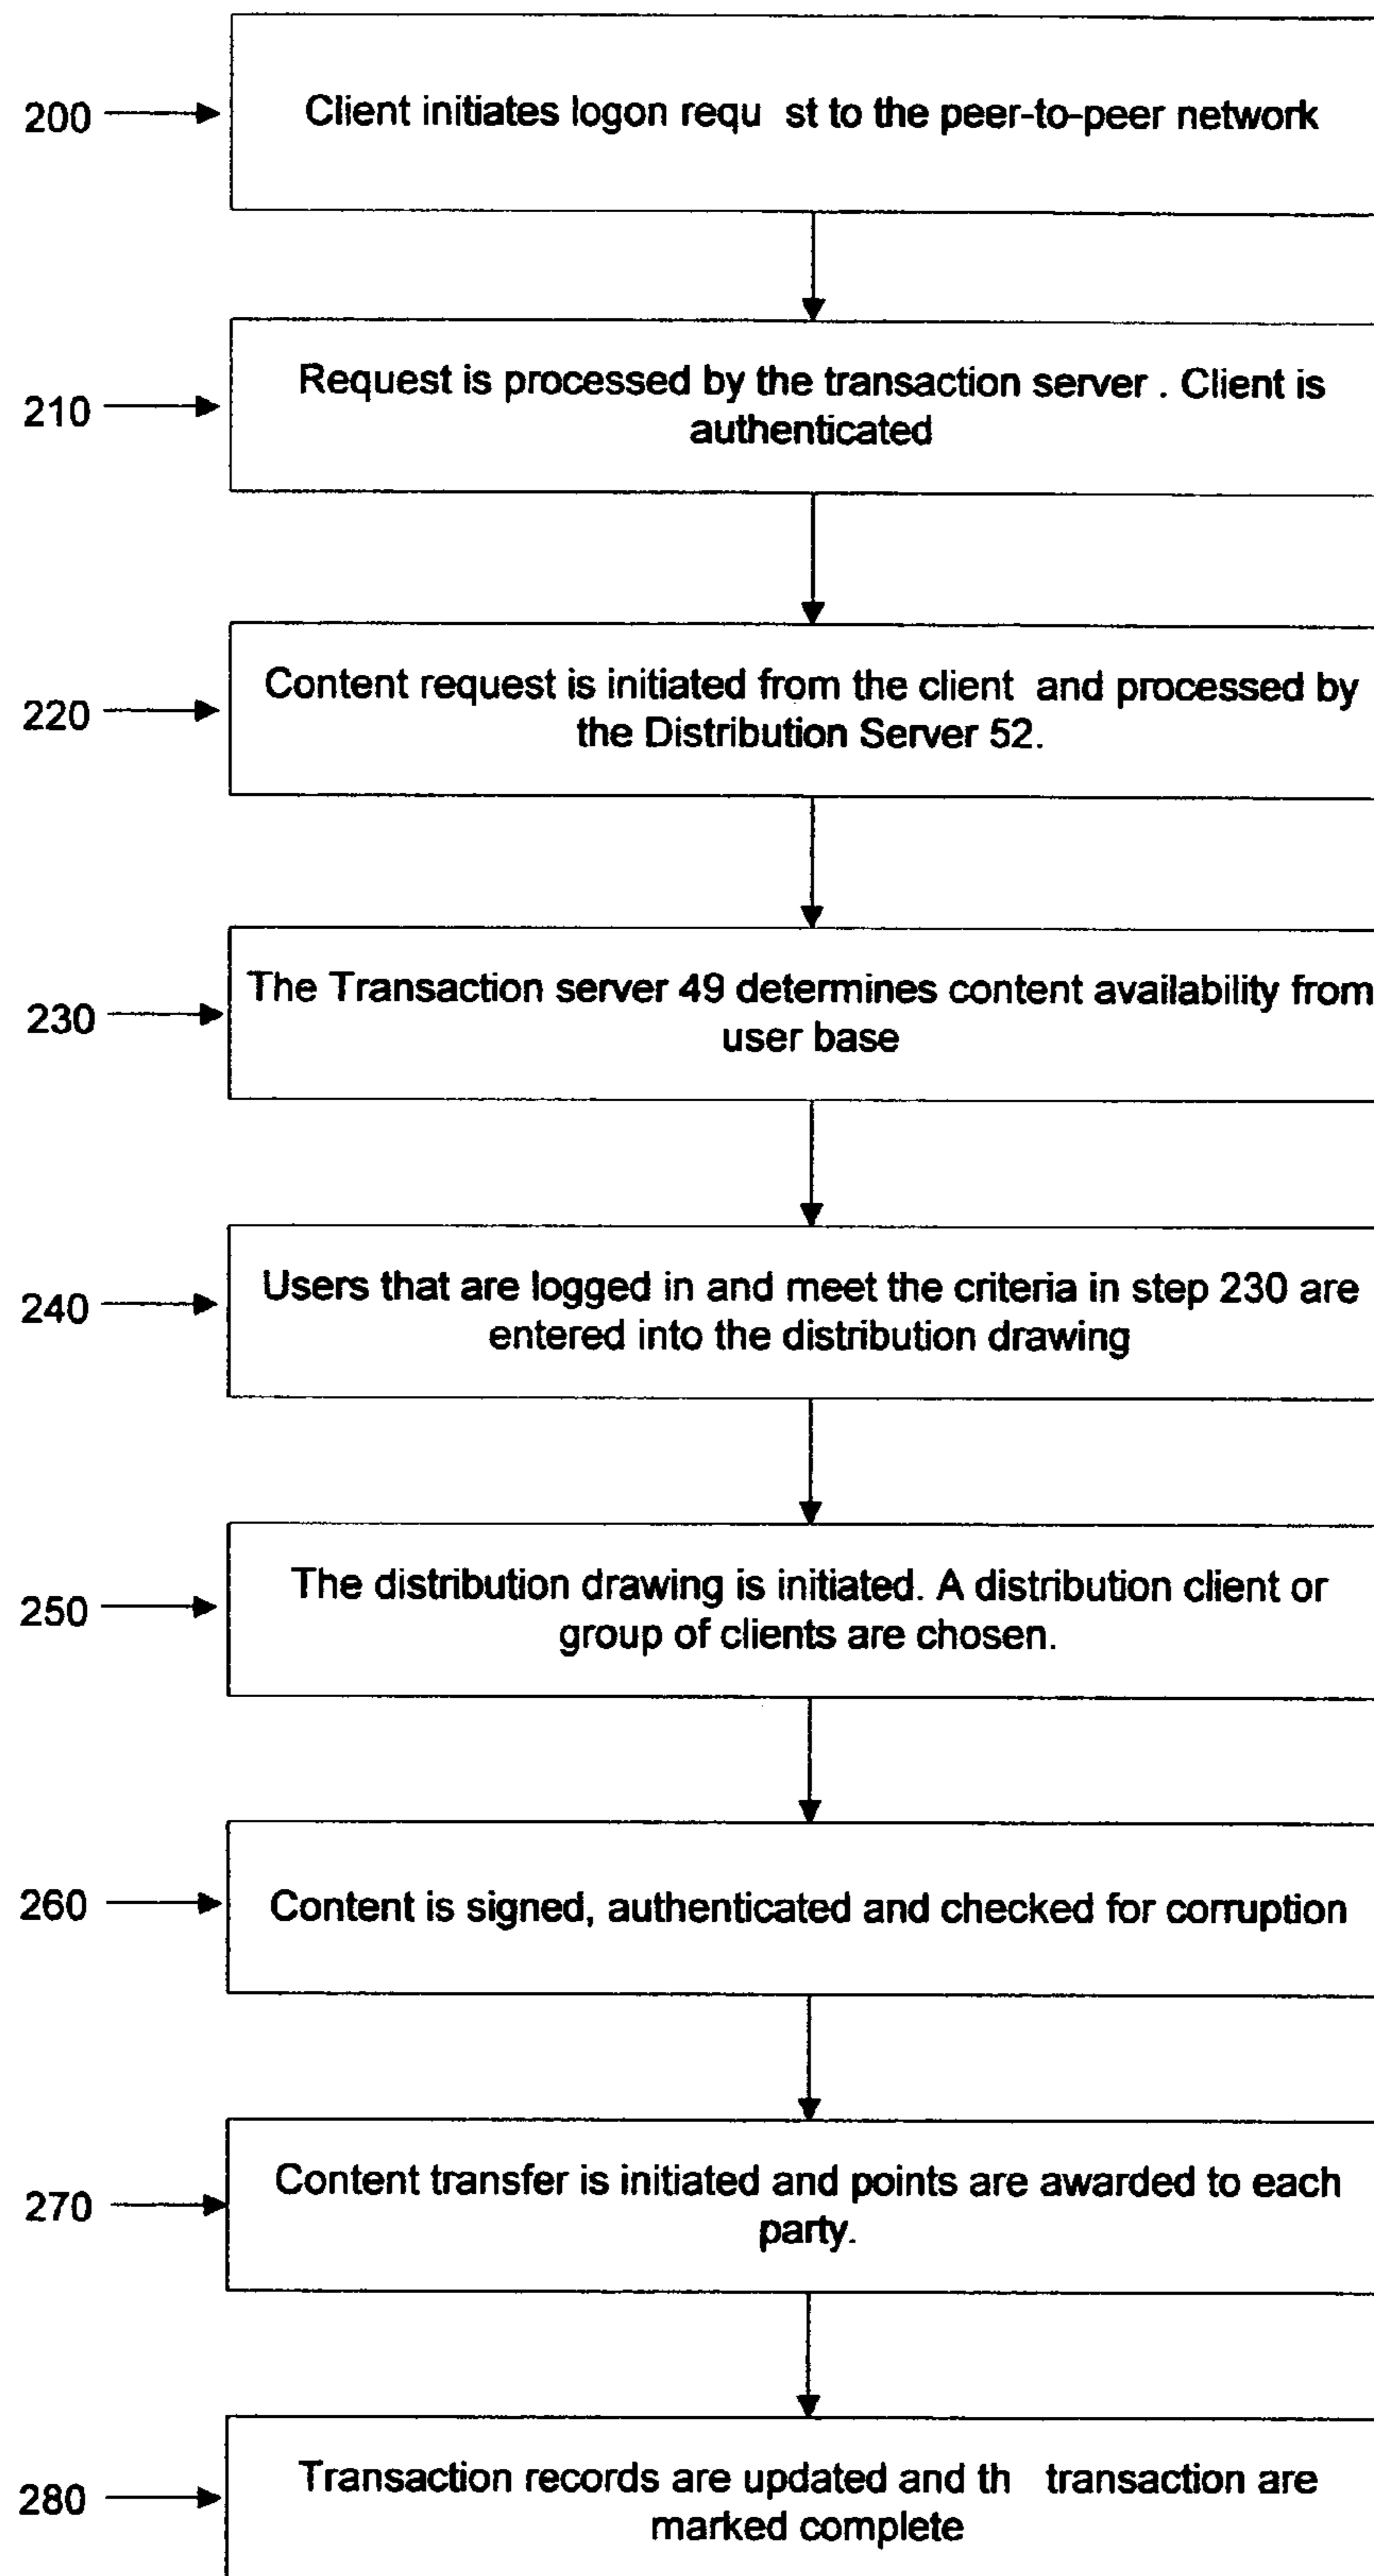 200
Client initiates logon requ st to the peer-to-peer network
210
Request is processed by the transaction server . Client is
authenticated
220
Content request is initiated from the client and processed by
the Distribution Server 52.
230
The Transaction server 49 determines content availability from
user base
240
Users that are logged in and meet the criteria in step 230 are
entered into the distribution drawing
250
The distribution drawing is initiated. A distribution client or
group of clients are chosen.
260
Content is signed, authenticated and checked for corruption
270
Content transfer is initiated and points are awarded to each
party.
280
Transaction records are updated and th transaction are
marked complete